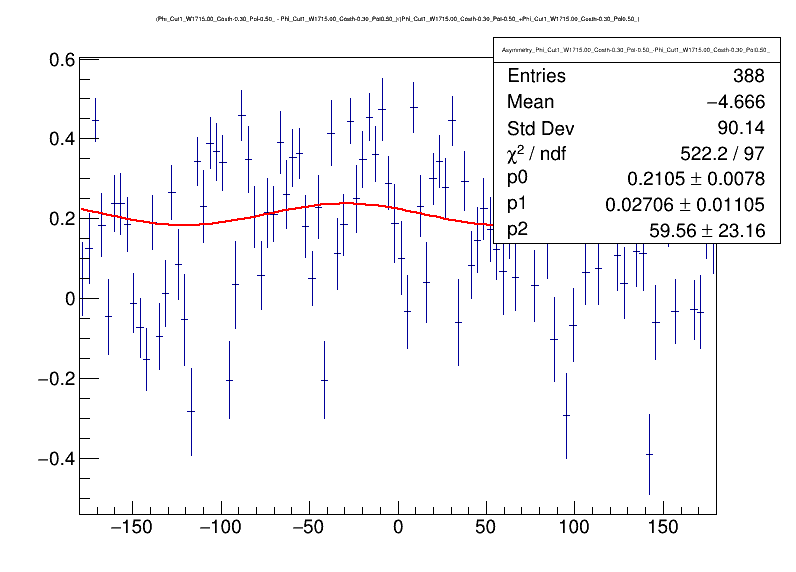 (Phi_Cut1_W1715.00_Costh-0.30_Pol-0.50_ - Phi_Cut1_W1715.00_Costh-0.30_Pol0.50_)/(Phi_Cut1_W1715.00_Costh-0.30_Pol-0.50_+Phi_Cut1_W1715.00_Costh-0.30_Pol0.50_)
Asymmetry_Phi_Cut1_W1715.00_Costh-0.30_Pol-0.50_-Phi_Cut1_W1715.00_Costh-0.30_Pol0.50_
Entries 388
Mean −4.666
Std Dev 90.14
χ² / ndf 522.2 / 97
p0 0.2105 ± 0.0078
p1 0.02706 ± 0.01105
p2 59.56 ± 23.16
0.6
0.4
0.2
0
−0.2
−0.4
−150 −100 −50 0 50 100 150